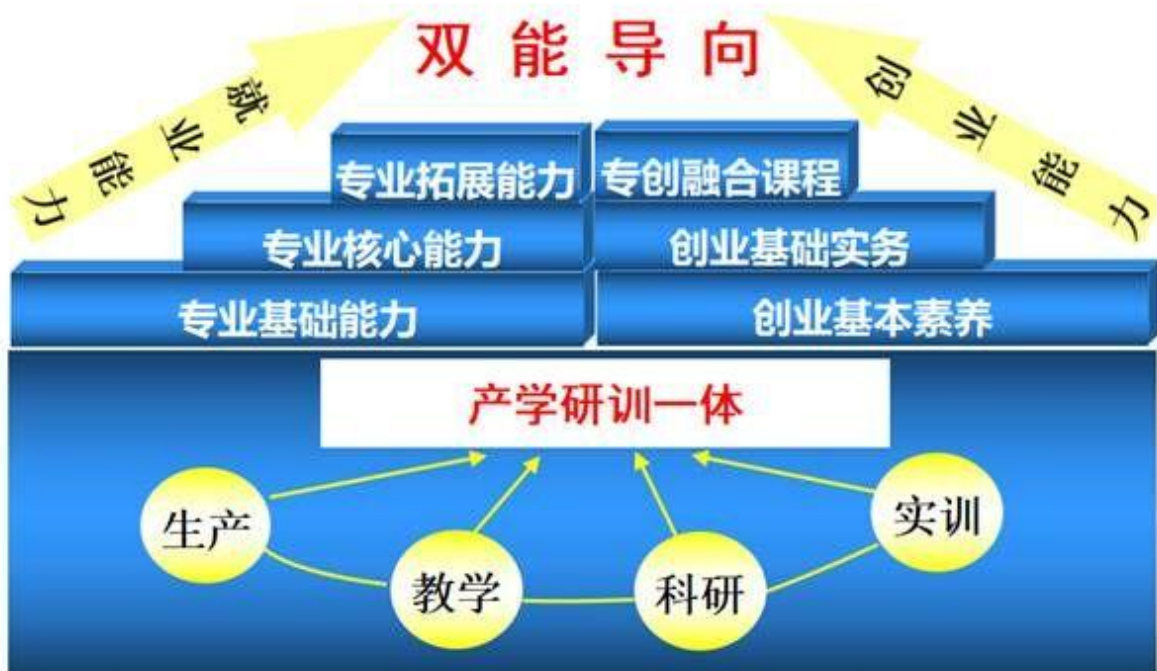 双能导向
就业能力
创业能力
专业拓展能力
专创融合课程
专业核心能力
创业基础实务
专业基础能力
创业基本素养
产学研训一体
生产
教学
科研
实训